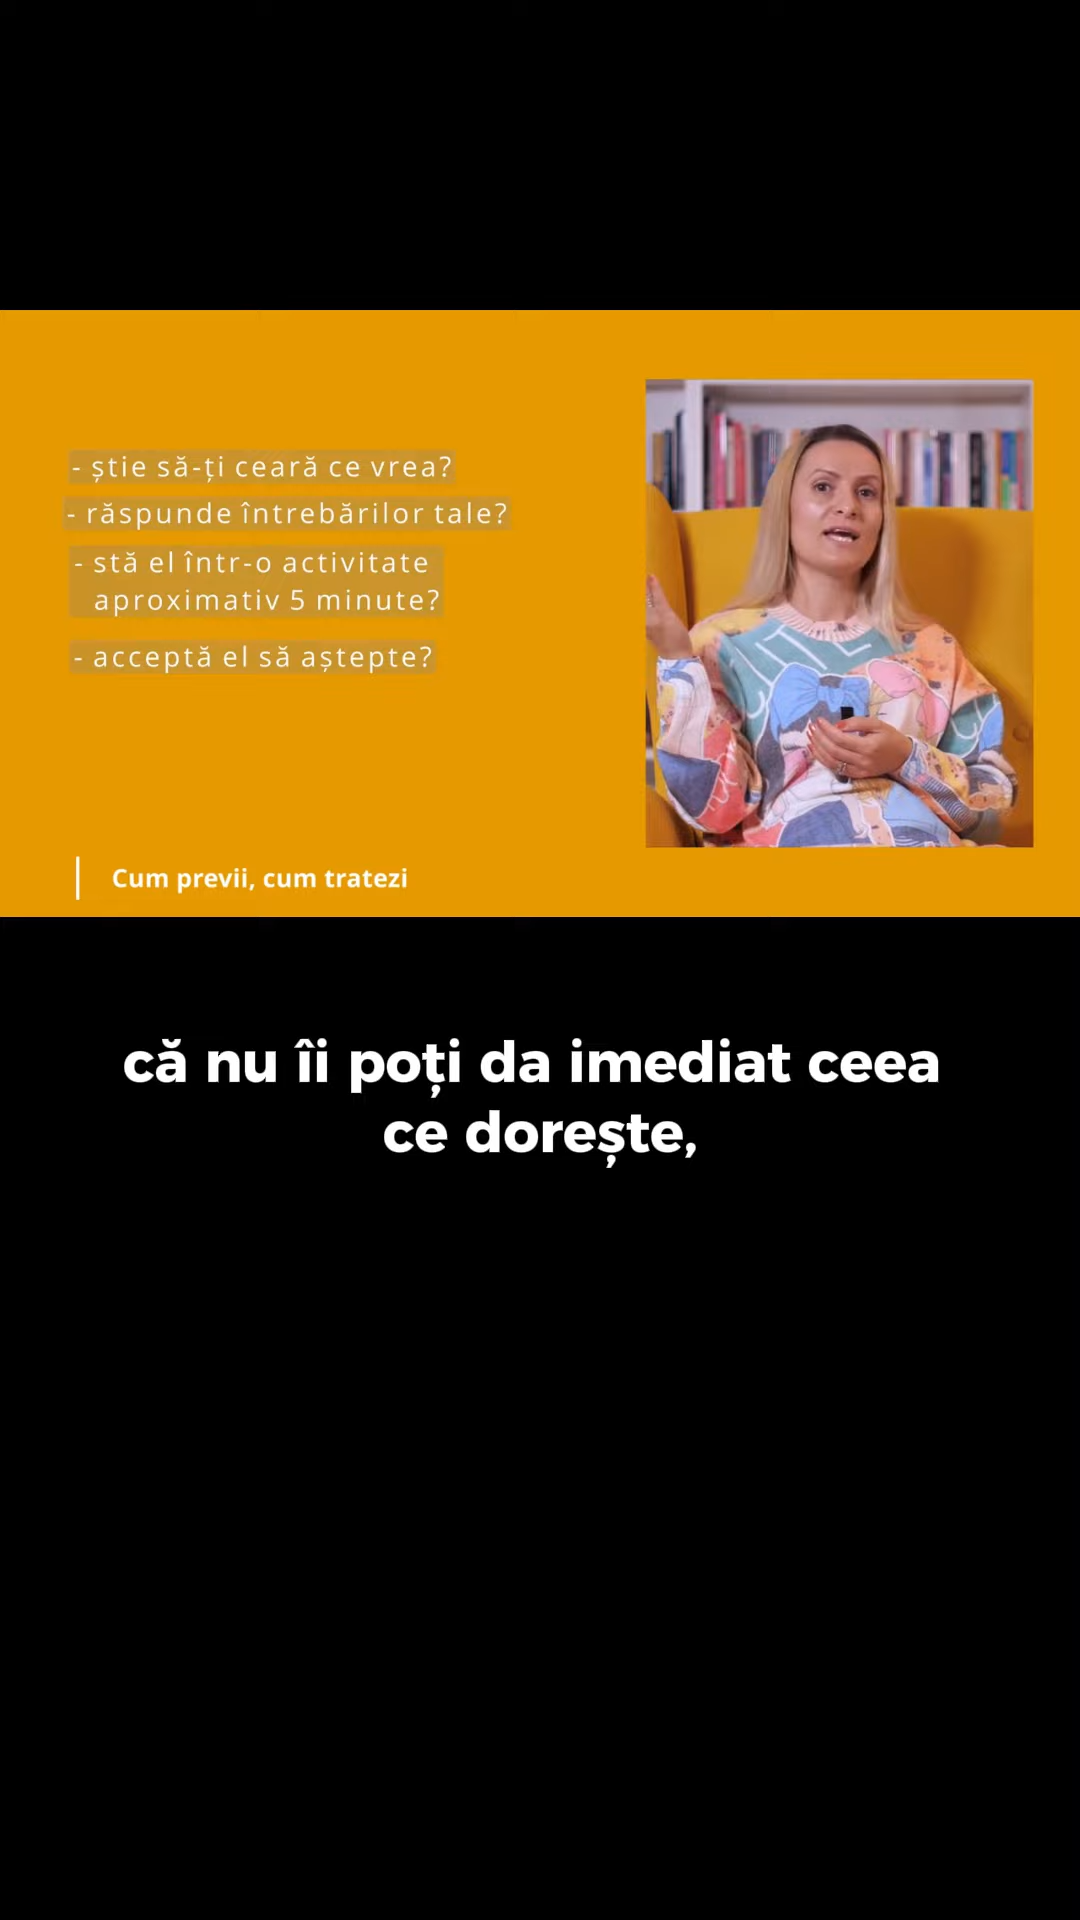 - știe să-ți ceară ce vrea?
- răspunde întrebărilor tale?
- stă el într-o activitate
aproximativ 5 minute?
- acceptă el să aștepte?
Cum previi, cum tratezi
că nu îi poți da imediat ceea
ce dorește,